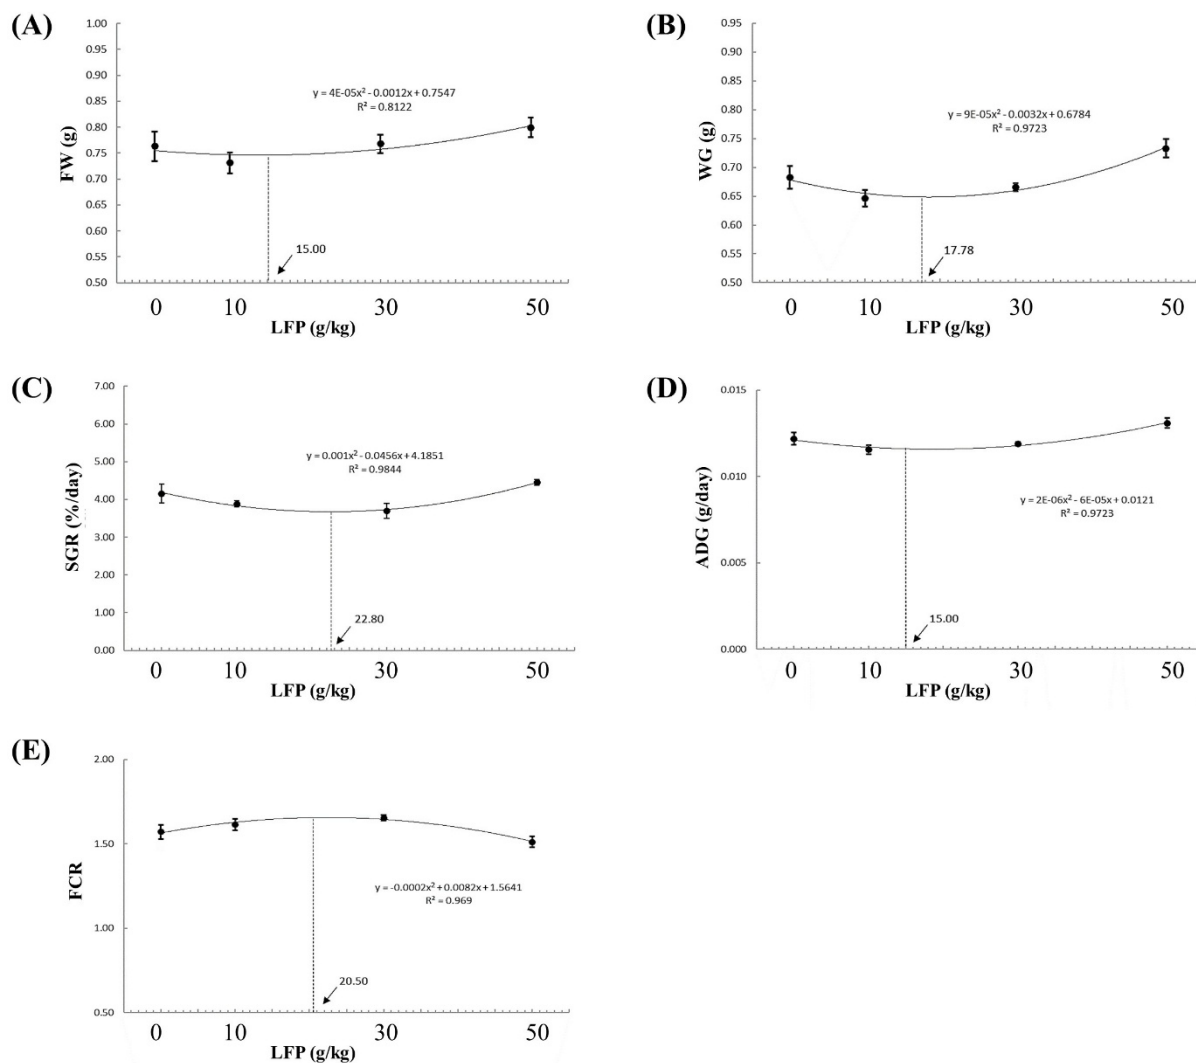 (A)
1.00
0.95
0.90
0.85
0.80
0.75
0.70
0.65
0.60
0.55
0.50
FW (g)
y = 4E-05x² - 0.0012x + 0.7547
R² = 0.8122
15.00
0 10 30 50
LFP (g/kg)
(B)
0.95
0.90
0.85
0.80
0.75
0.70
0.65
0.60
0.55
0.50
WG (g)
y = 9E-05x² - 0.0032x + 0.6784
R² = 0.9723
17.78
0 10 30 50
LFP (g/kg)
(C)
7.00
6.00
5.00
4.00
3.00
2.00
1.00
0.00
SGR (%/day)
y = 0.001x² - 0.0456x + 4.1851
R² = 0.9844
22.80
0 10 30 50
LFP (g/kg)
(D)
0.015
0.010
0.005
0.000
ADG (g/day)
y = 2E-06x² - 6E-05x + 0.0121
R² = 0.9723
15.00
0 10 30 50
LFP (g/kg)
(E)
2.00
1.50
1.00
0.50
FCR
y = -0.0002x² + 0.0082x + 1.5641
R² = 0.969
20.50
0 10 30 50
LFP (g/kg)